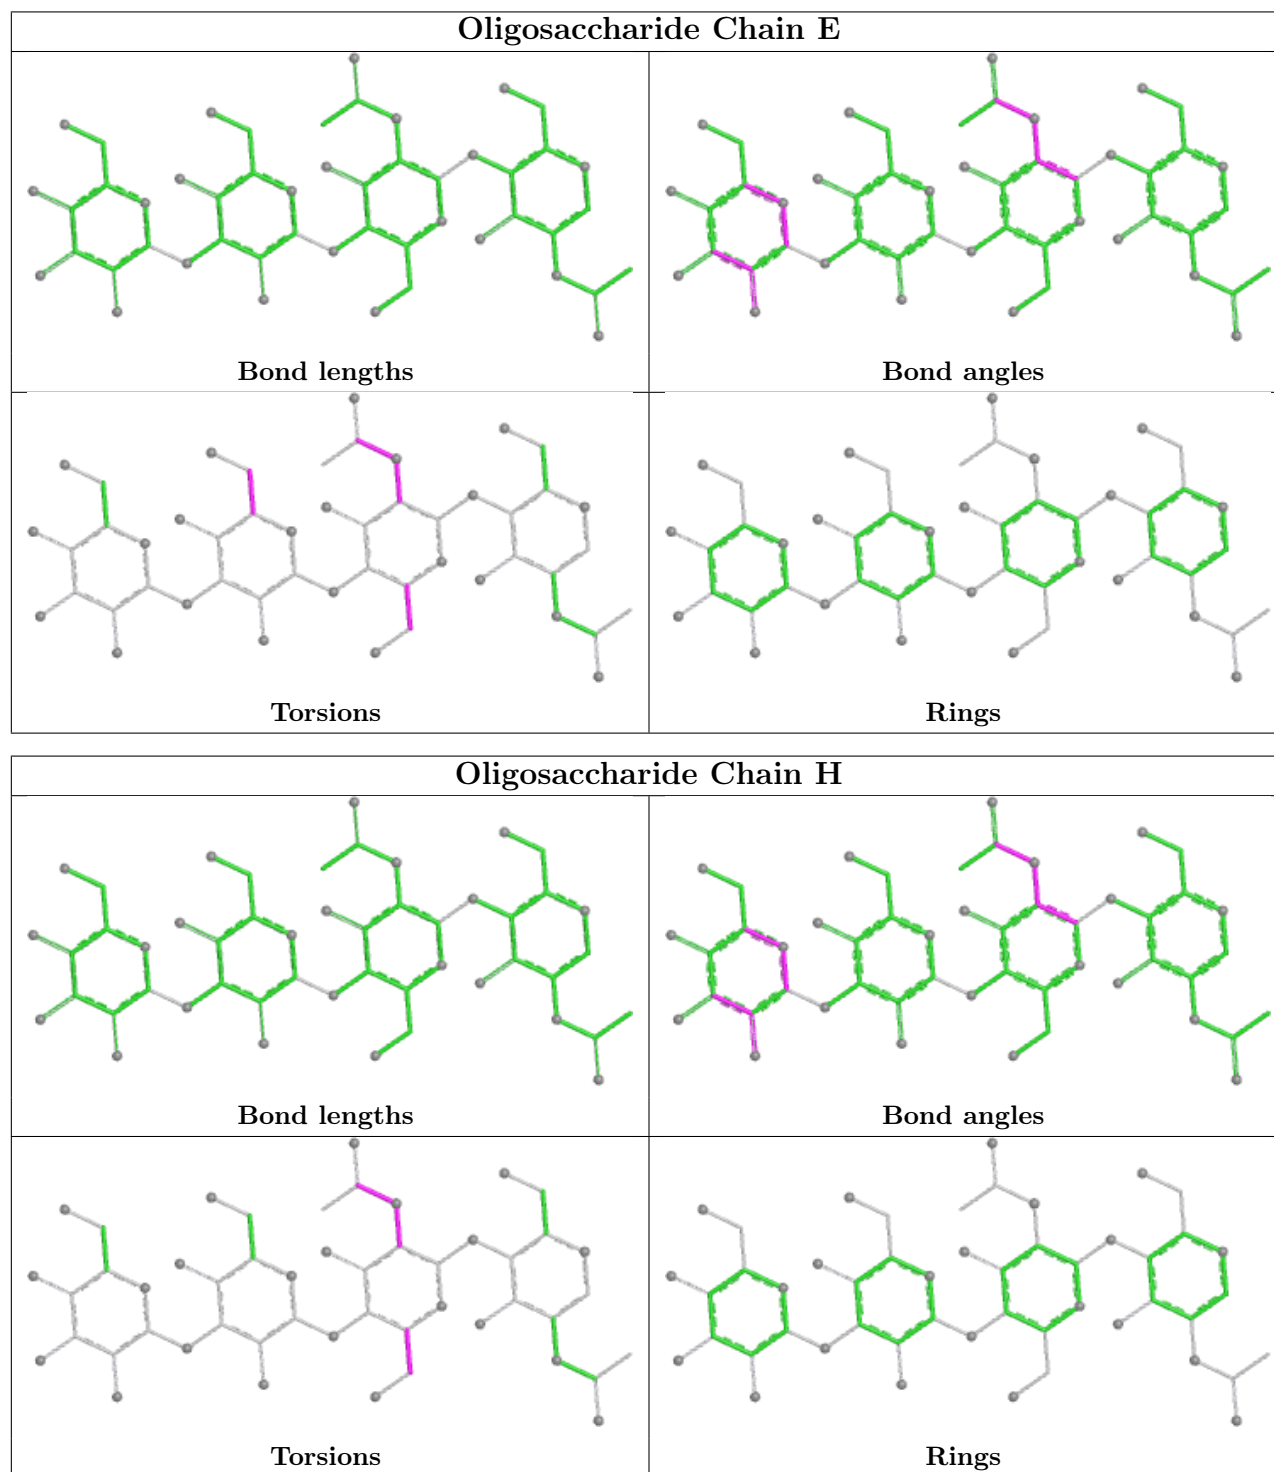 Oligosaccharide Chain E
Bond lengths
Bond angles
Torsions
Rings
Oligosaccharide Chain H
Bond lengths
Bond angles
Torsions
Rings